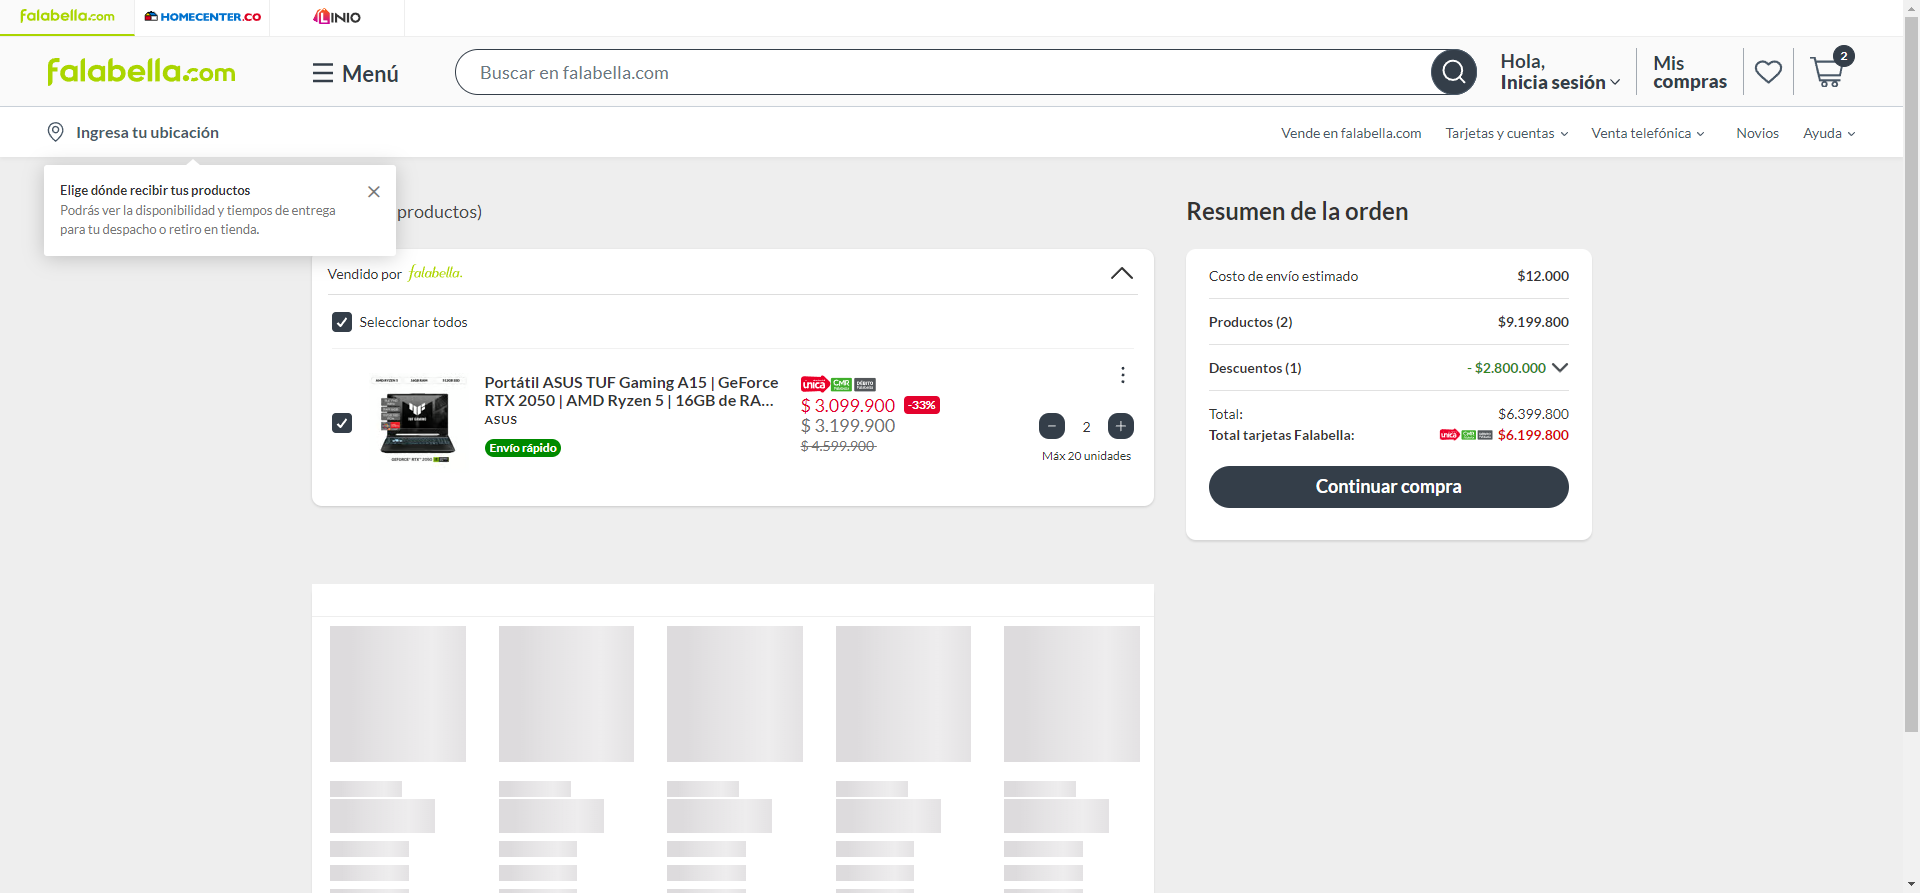 falabella.com
HOMECENTER.CO
LINIO
falabella.com
Menú
Buscar en falabella.com
Hola,
Inicia sesión
Mis
compras
2
Ingresa tu ubicación
Vende en falabella.com
Tarjetas y cuentas
Venta telefónica
Novios
Ayuda
Elige dónde recibir tus productos
Podrás ver la disponibilidad y tiempos de entrega
para tu despacho o retiro en tienda.
productos)
Resumen de la orden
Vendido por falabella.
Seleccionar todos
Portátil ASUS TUF Gaming A15 | GeForce
RTX 2050 | AMD Ryzen 5 | 16GB de RA...
ASUS
Envío rápido
única CMR
$ 3.099.900 -33%
$ 3.199.900
$ 4.599.900
− 2 +
Máx 20 unidades
Costo de envío estimado $12.000
Productos (2) $9.199.800
Descuentos (1) - $2.800.000
Total: $6.399.800
Total tarjetas Falabella: única CMR $6.199.800
Continuar compra